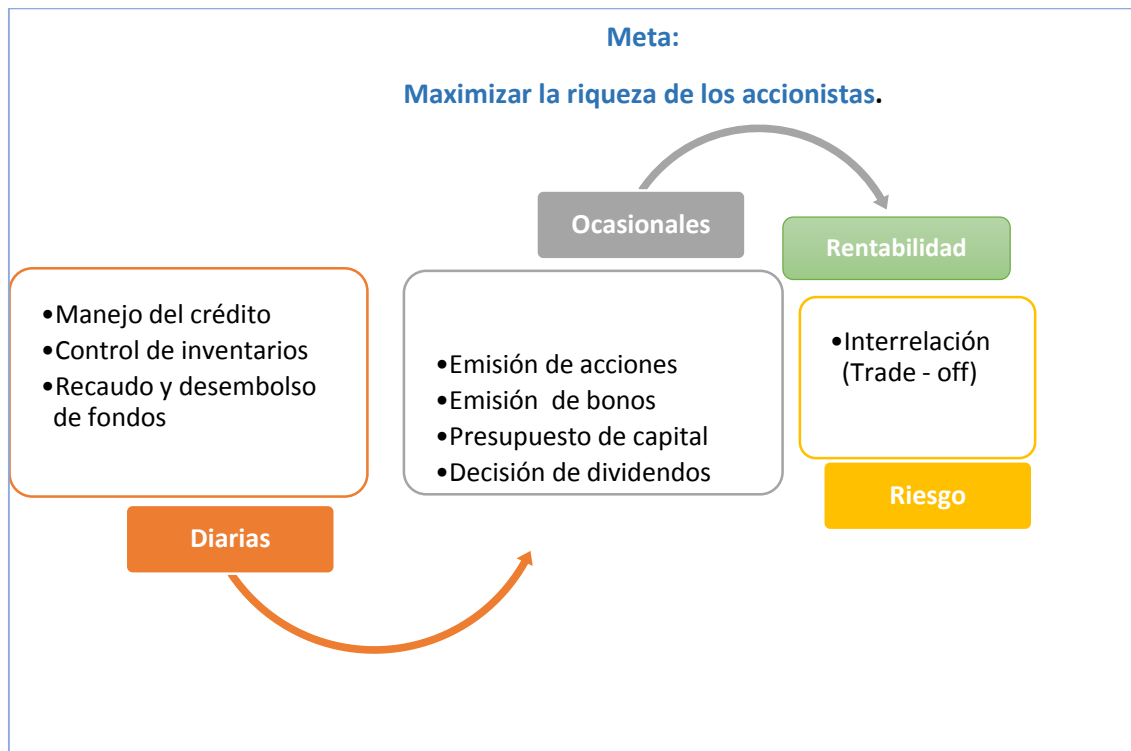 Meta:
Maximizar la riqueza de los accionistas.
Ocasionales
Rentabilidad
•Manejo del crédito
•Control de inventarios
•Recaudo y desembolso
de fondos
•Emisión de acciones
•Emisión  de bonos
•Presupuesto de capital
•Decisión de dividendos
•Interrelación
(Trade - off)
Diarias
Riesgo